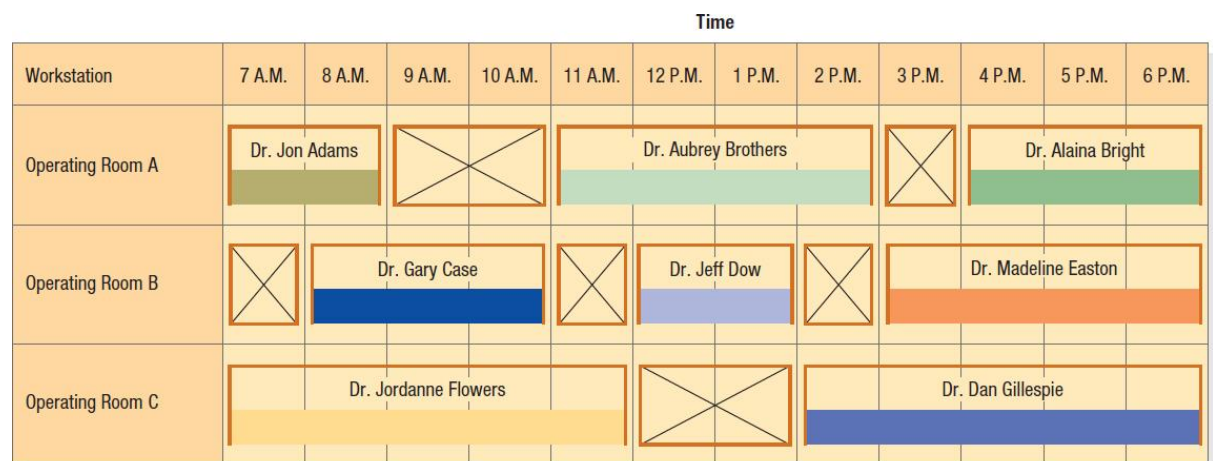 Time
Workstation 7 A.M. 8 A.M. 9 A.M. 10 A.M. 11 A.M. 12 P.M. 1 P.M. 2 P.M. 3 P.M. 4 P.M. 5 P.M. 6 P.M.
Operating Room A Dr. Jon Adams Dr. Aubrey Brothers Dr. Alaina Bright
Operating Room B Dr. Gary Case Dr. Jeff Dow Dr. Madeline Easton
Operating Room C Dr. Jordanne Flowers Dr. Dan Gillespie